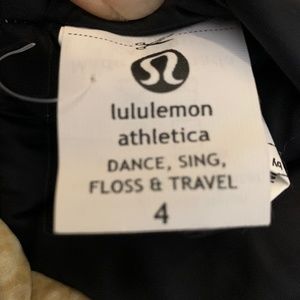 lululemon
athletica
DANCE, SING,
FLOSS & TRAVEL
4